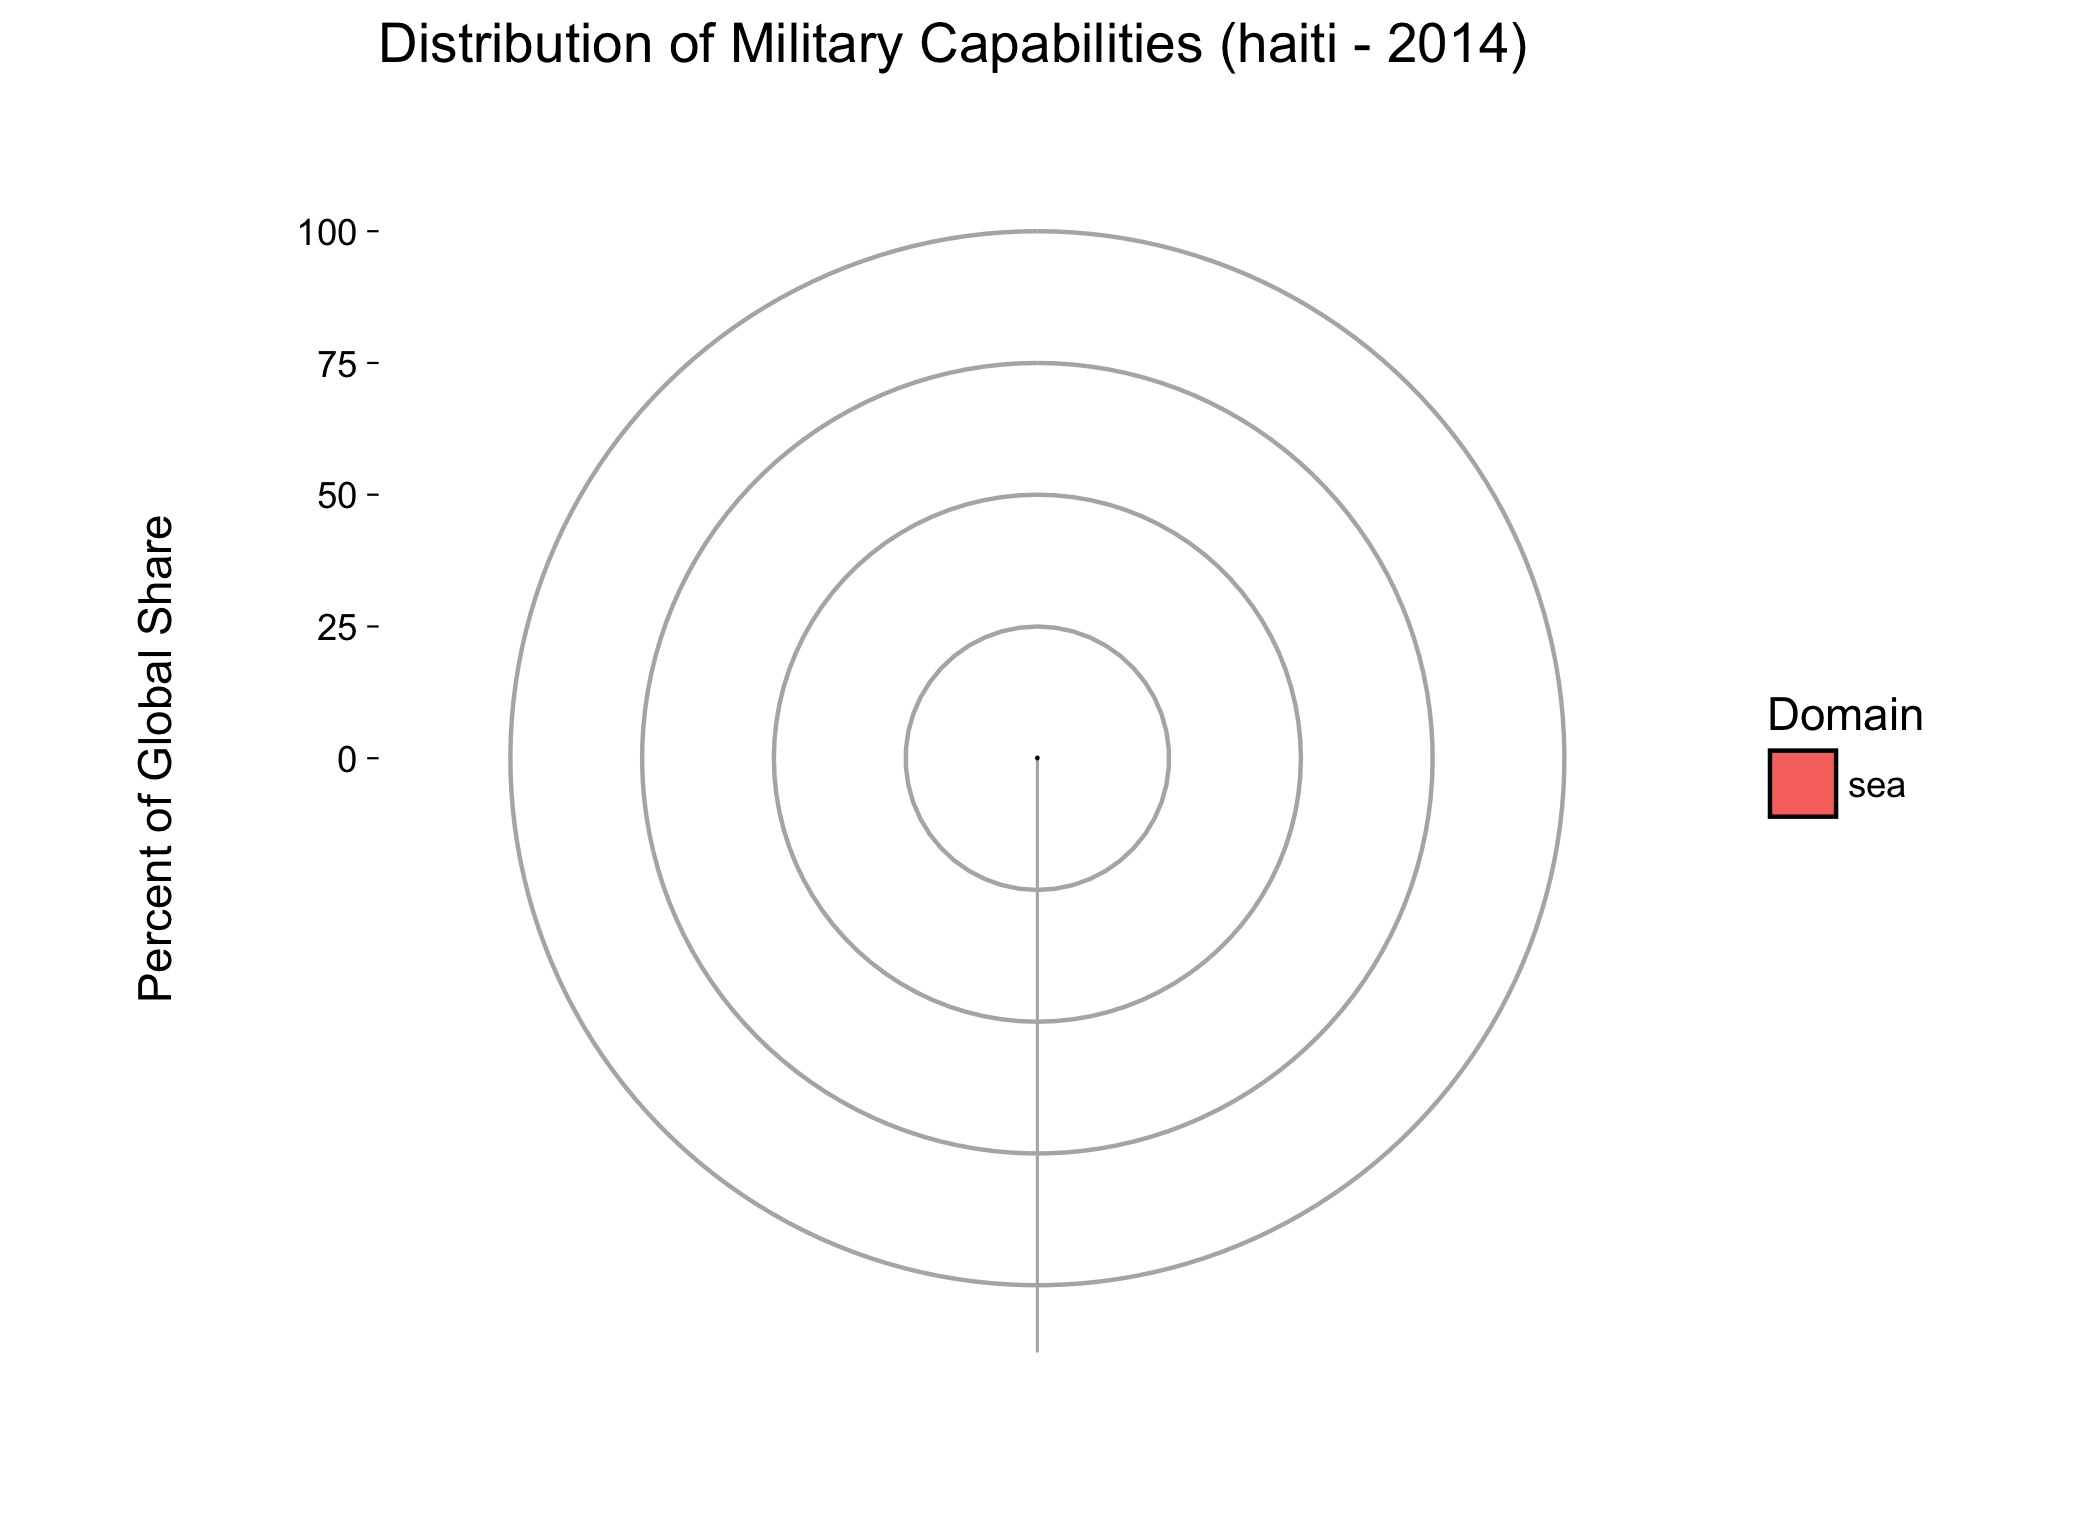 Distribution of Military Capabilities (haiti - 2014)
Percent of Global Share
100
75
50
25
0
Domain
sea